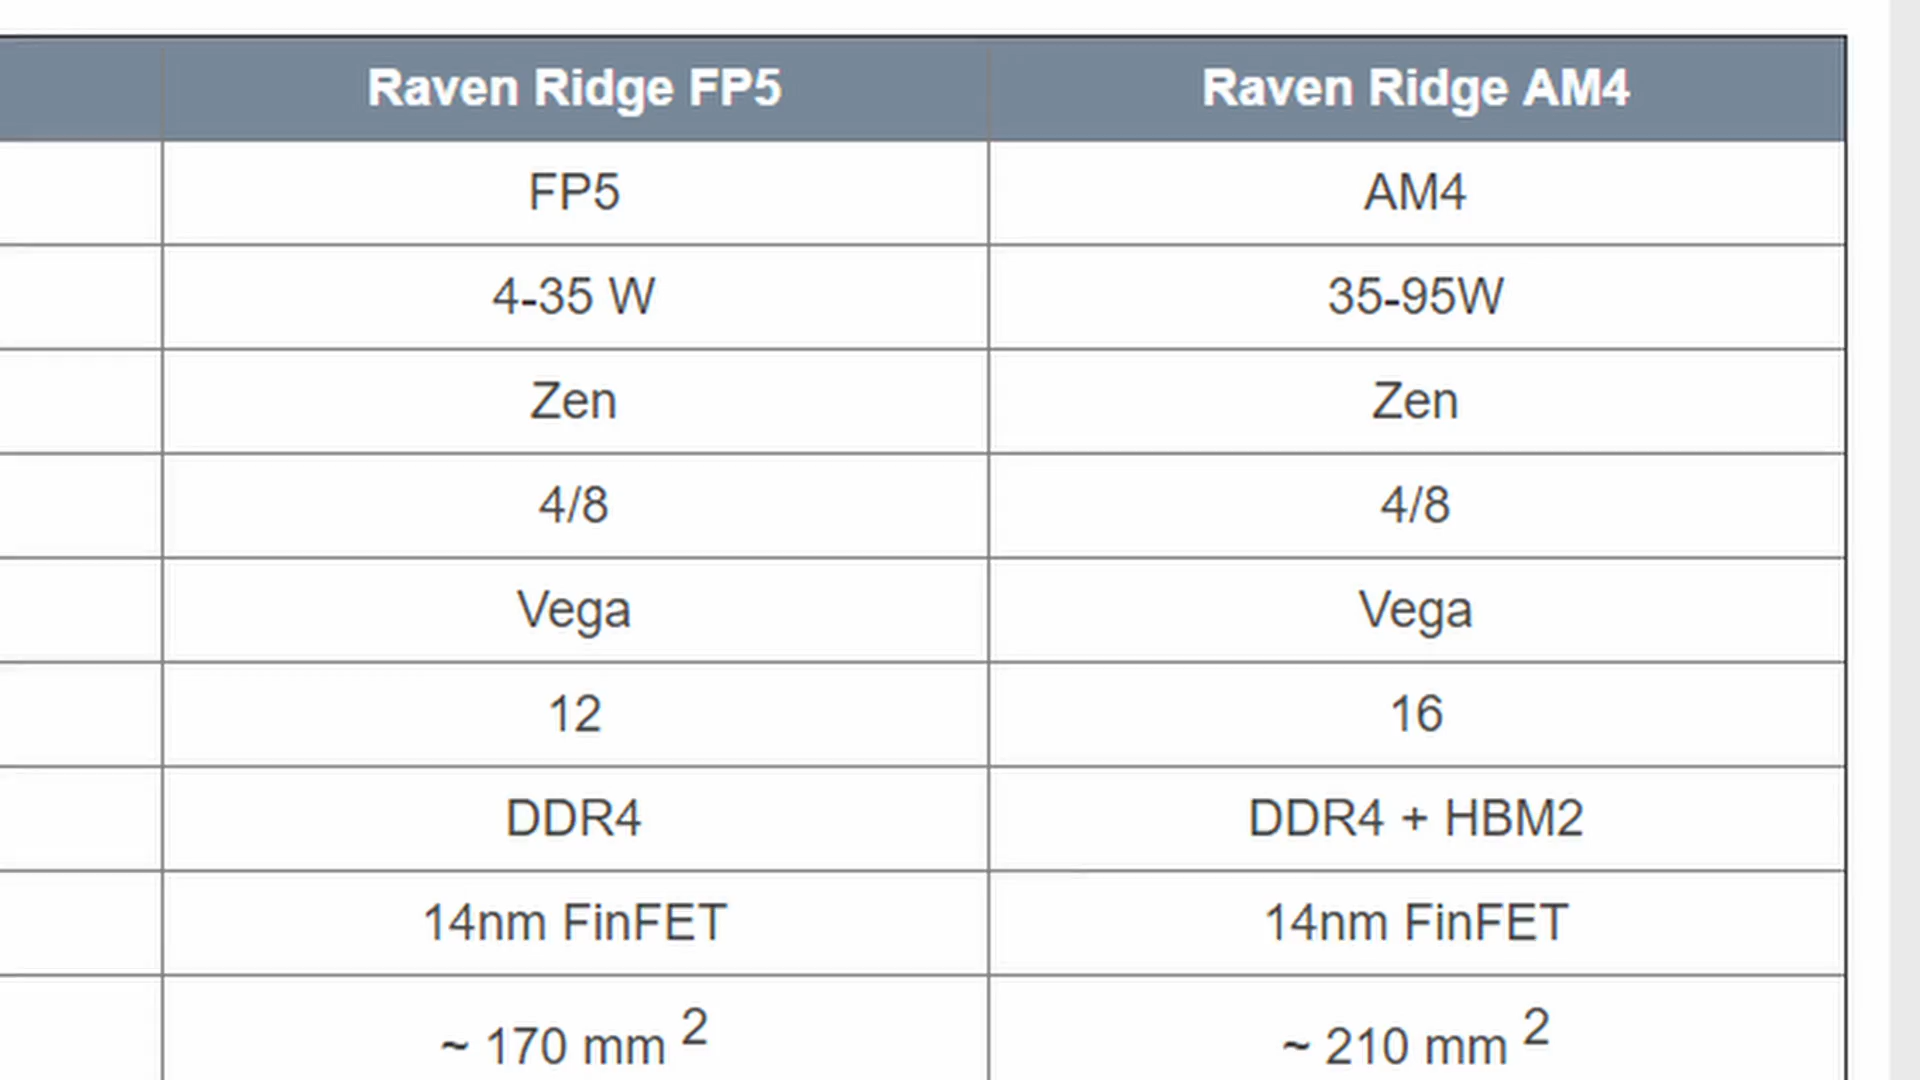 Raven Ridge FP5 Raven Ridge AM4
FP5 AM4
4-35 W 35-95W
Zen Zen
4/8 4/8
Vega Vega
12 16
DDR4 DDR4 + HBM2
14nm FinFET 14nm FinFET
~ 170 mm 2 ~ 210 mm 2